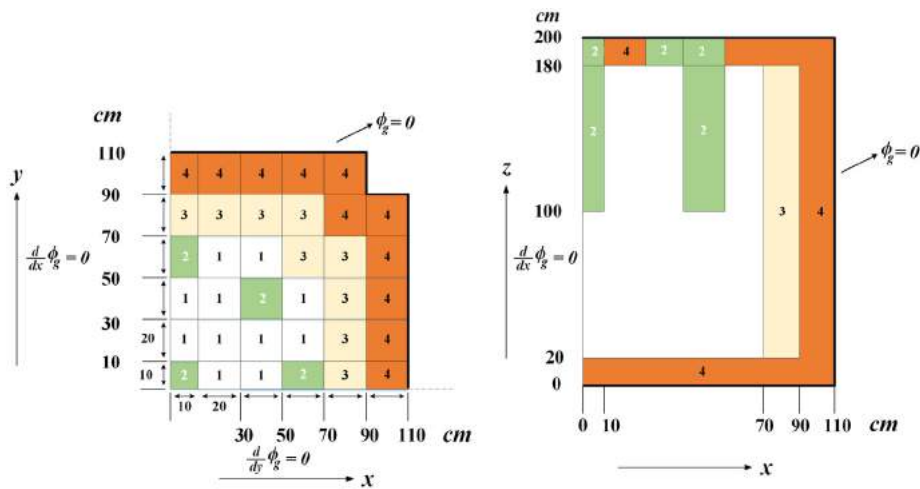 cm
ϕg=0
110
y
4 4 4 4 4
90
3 3 3 3 4 4
70
d/dx ϕg=0
2 1 1 3 3 4
50
1 1 2 1 3 4
30
20
1 1 1 1 3 4
10
10
2 1 1 2 3 4
10 20
30 50 70 90 110 cm
d/dy ϕg=0
x
cm
200
2 4 2 2
180
2 2
ϕg=0
z
100
3 4
d/dx ϕg=0
20
4
0
0 10 70 90 110 cm
x